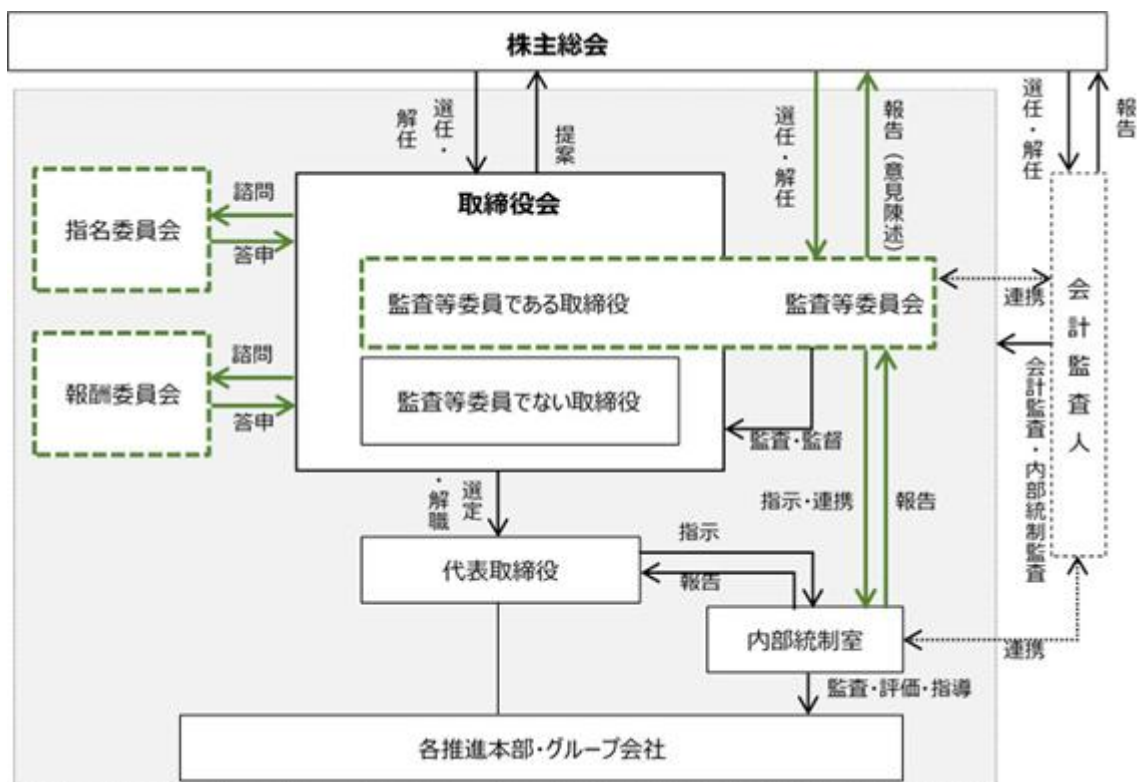 株主総会
選任・
解任
提案
選任・解任
報告（意見陳述）
選任・解任
報告
指名委員会
諮問
答申
取締役会
監査等委員である取締役
監査等委員会
連携
会計監査人
報酬委員会
諮問
答申
監査等委員でない取締役
監査・監督
会計監査・内部統制監査
選定
・解職
指示・連携
報告
代表取締役
指示
報告
内部統制室
連携
監査・評価・指導
各推進本部・グループ会社